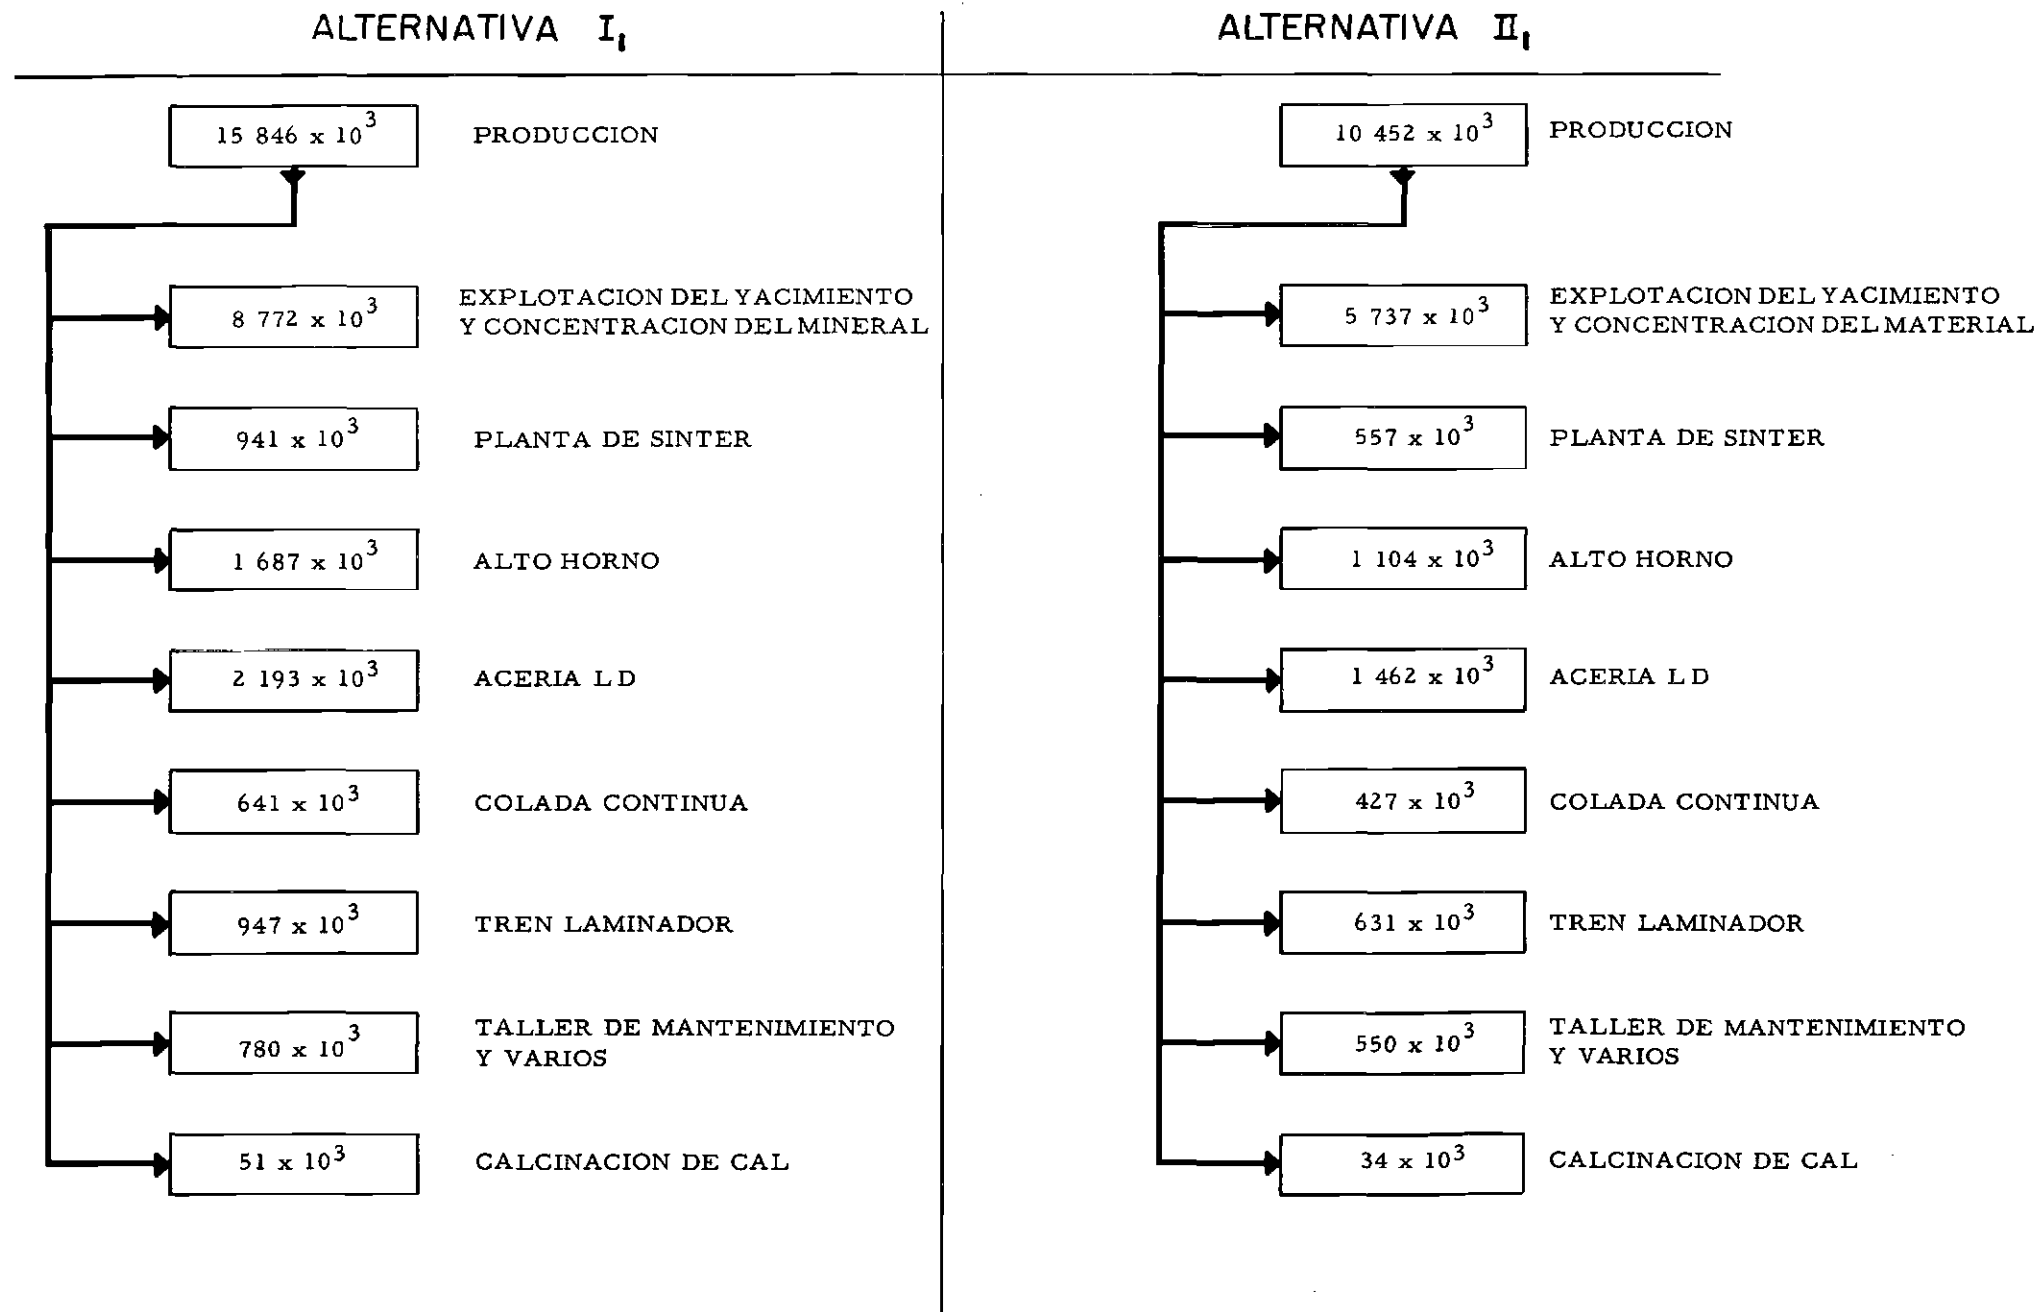 ALTERNATIVA I₁
15 846 x 10³
PRODUCCION
8 772 x 10³
EXPLOTACION DEL YACIMIENTO
Y CONCENTRACION DEL MINERAL
941 x 10³
PLANTA DE SINTER
1 687 x 10³
ALTO HORNO
2 193 x 10³
ACERIA L D
641 x 10³
COLADA CONTINUA
947 x 10³
TREN LAMINADOR
780 x 10³
TALLER DE MANTENIMIENTO
Y VARIOS
51 x 10³
CALCINACION DE CAL
ALTERNATIVA II₁
10 452 x 10³
PRODUCCION
5 737 x 10³
EXPLOTACION DEL YACIMIENTO
Y CONCENTRACION DEL MATERIAL
557 x 10³
PLANTA DE SINTER
1 104 x 10³
ALTO HORNO
1 462 x 10³
ACERIA L D
427 x 10³
COLADA CONTINUA
631 x 10³
TREN LAMINADOR
550 x 10³
TALLER DE MANTENIMIENTO
Y VARIOS
34 x 10³
CALCINACION DE CAL